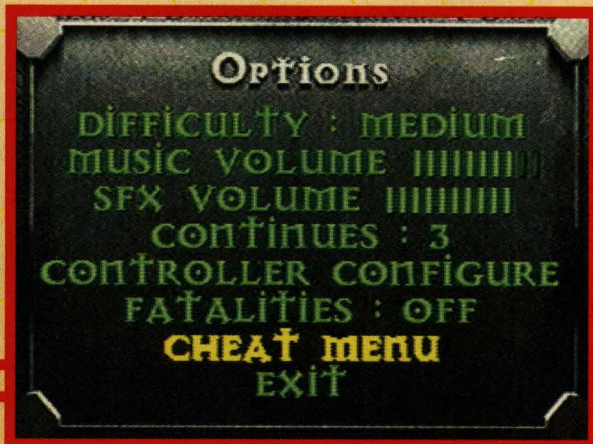 Options
DIFFICULTY : MEDIUM
MUSIC VOLUME
SFX VOLUME
CONTINUES : 3
CONTROLLER CONFIGURE
FATALITIES : OFF
CHEAT MENU
EXIT